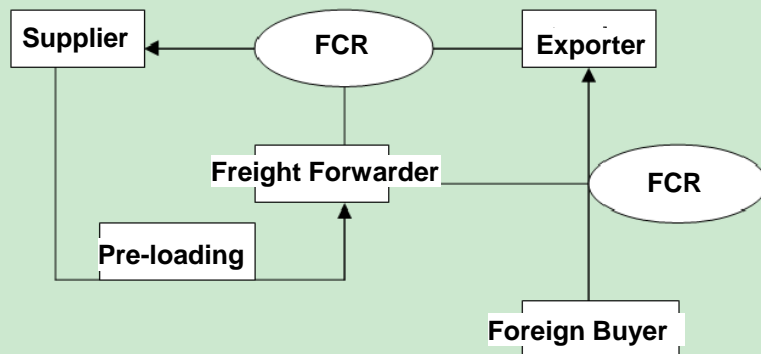 Supplier
FCR
Exporter
Freight Forwarder
FCR
Pre-loading
Foreign Buyer